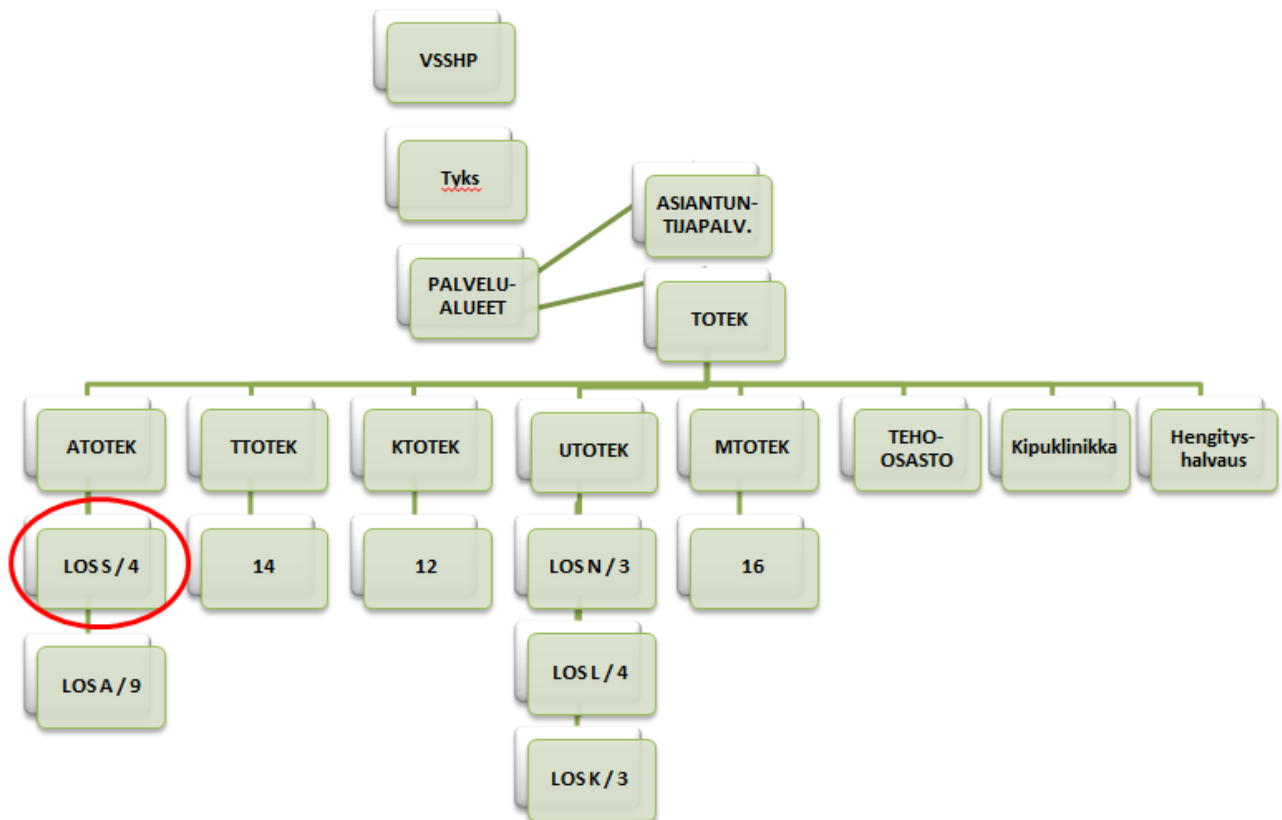 VSSHP
Tyks
ASIANTUN-
TIJAPALV.
PALVELU-
ALUEET
TOTEK
ATOTEK
TTOTEK
KTOTEK
UTOTEK
MTOTEK
TEHO-
OSASTO
Kipuklinikka
Hengitys-
halvaus
LOS S / 4
14
12
LOS N / 3
16
LOS A / 9
LOS L / 4
LOS K / 3